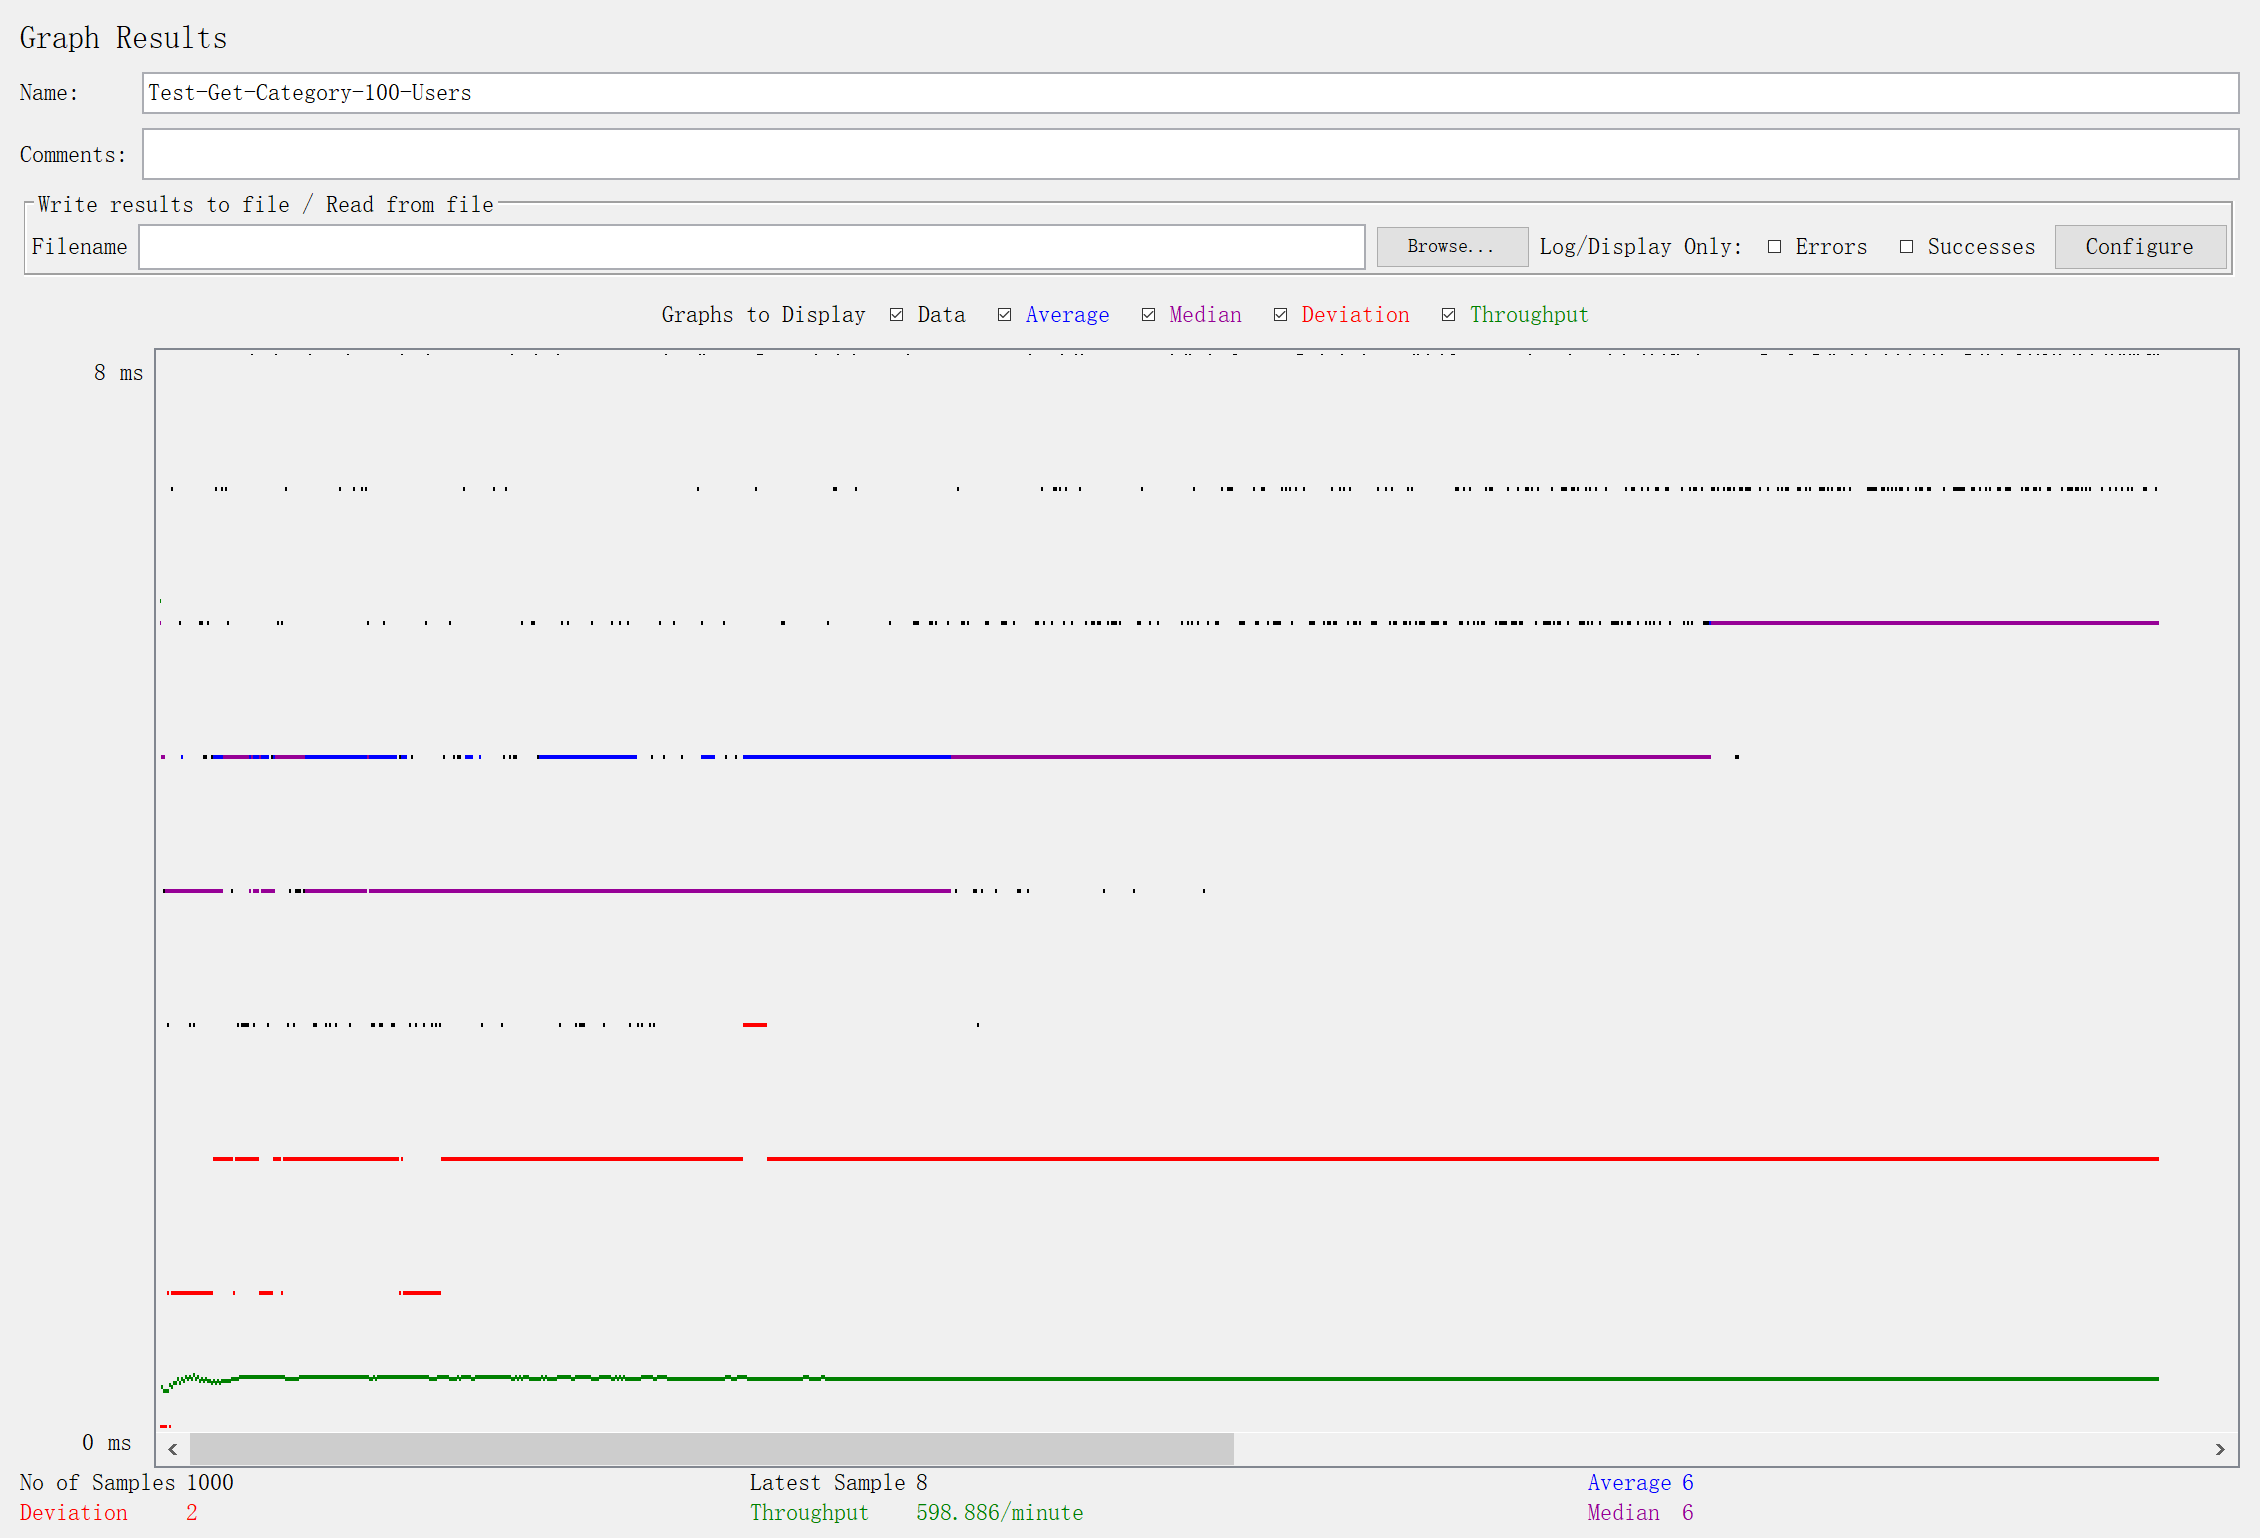 Graph Results
Name: Test-Get-Category-100-Users
Comments:
Write results to file / Read from file
Filename Browse... Log/Display Only: Errors Successes Configure
Graphs to Display Data Average Median Deviation Throughput
8 ms
0 ms
No of Samples 1000 Latest Sample 8 Average 6
Deviation 2 Throughput 598.886/minute Median 6